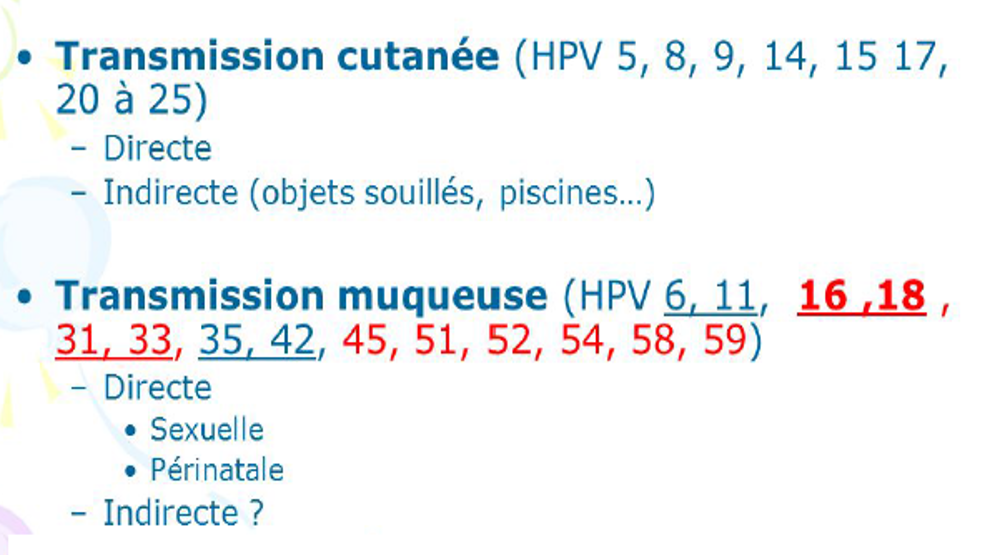 • Transmission cutanée (HPV 5, 8, 9, 14, 15 17,
20 à 25)
– Directe
– Indirecte (objets souillés, piscines...)
• Transmission muqueuse (HPV 6, 11, 16 ,18 ,
31, 33, 35, 42, 45, 51, 52, 54, 58, 59)
– Directe
• Sexuelle
• Périnatale
– Indirecte ?